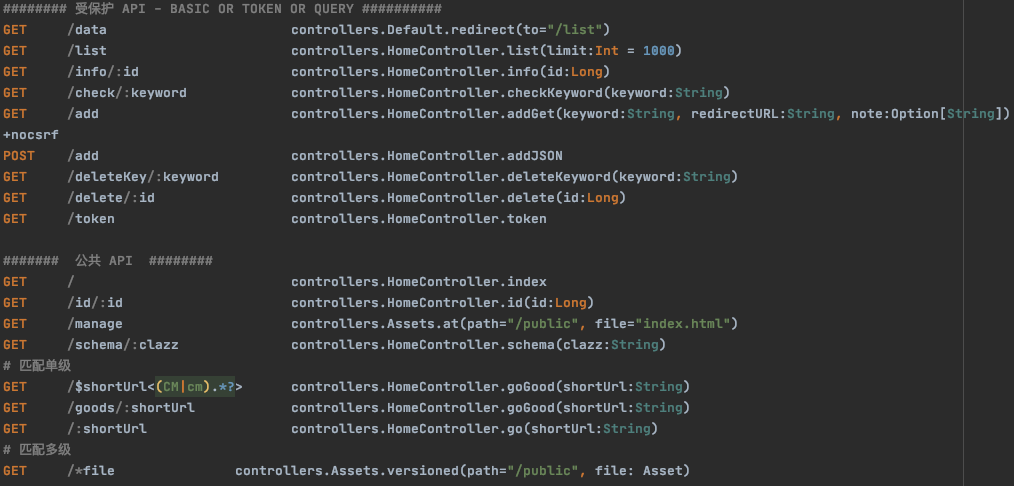 ######## 受保护 API - BASIC OR TOKEN OR QUERY ##########
GET     /data                       controllers.Default.redirect(to="/list")
GET     /list                       controllers.HomeController.list(limit:Int = 1000)
GET     /info/:id                   controllers.HomeController.info(id:Long)
GET     /check/:keyword             controllers.HomeController.checkKeyword(keyword:String)
GET     /add                        controllers.HomeController.addGet(keyword:String, redirectURL:String, note:Option[String])
+nocsrf
POST    /add                        controllers.HomeController.addJSON
GET     /deleteKey/:keyword         controllers.HomeController.deleteKeyword(keyword:String)
GET     /delete/:id                 controllers.HomeController.delete(id:Long)
GET     /token                      controllers.HomeController.token
#######  公共 API  ########
GET     /                           controllers.HomeController.index
GET     /id/:id                     controllers.HomeController.id(id:Long)
GET     /manage                     controllers.Assets.at(path="/public", file="index.html")
GET     /schema/:clazz              controllers.HomeController.schema(clazz:String)
# 匹配单级
GET     /$shortUrl<(CM|cm).*?>      controllers.HomeController.goGood(shortUrl:String)
GET     /goods/:shortUrl            controllers.HomeController.goGood(shortUrl:String)
GET     /:shortUrl                  controllers.HomeController.go(shortUrl:String)
# 匹配多级
GET     /*file               controllers.Assets.versioned(path="/public", file: Asset)